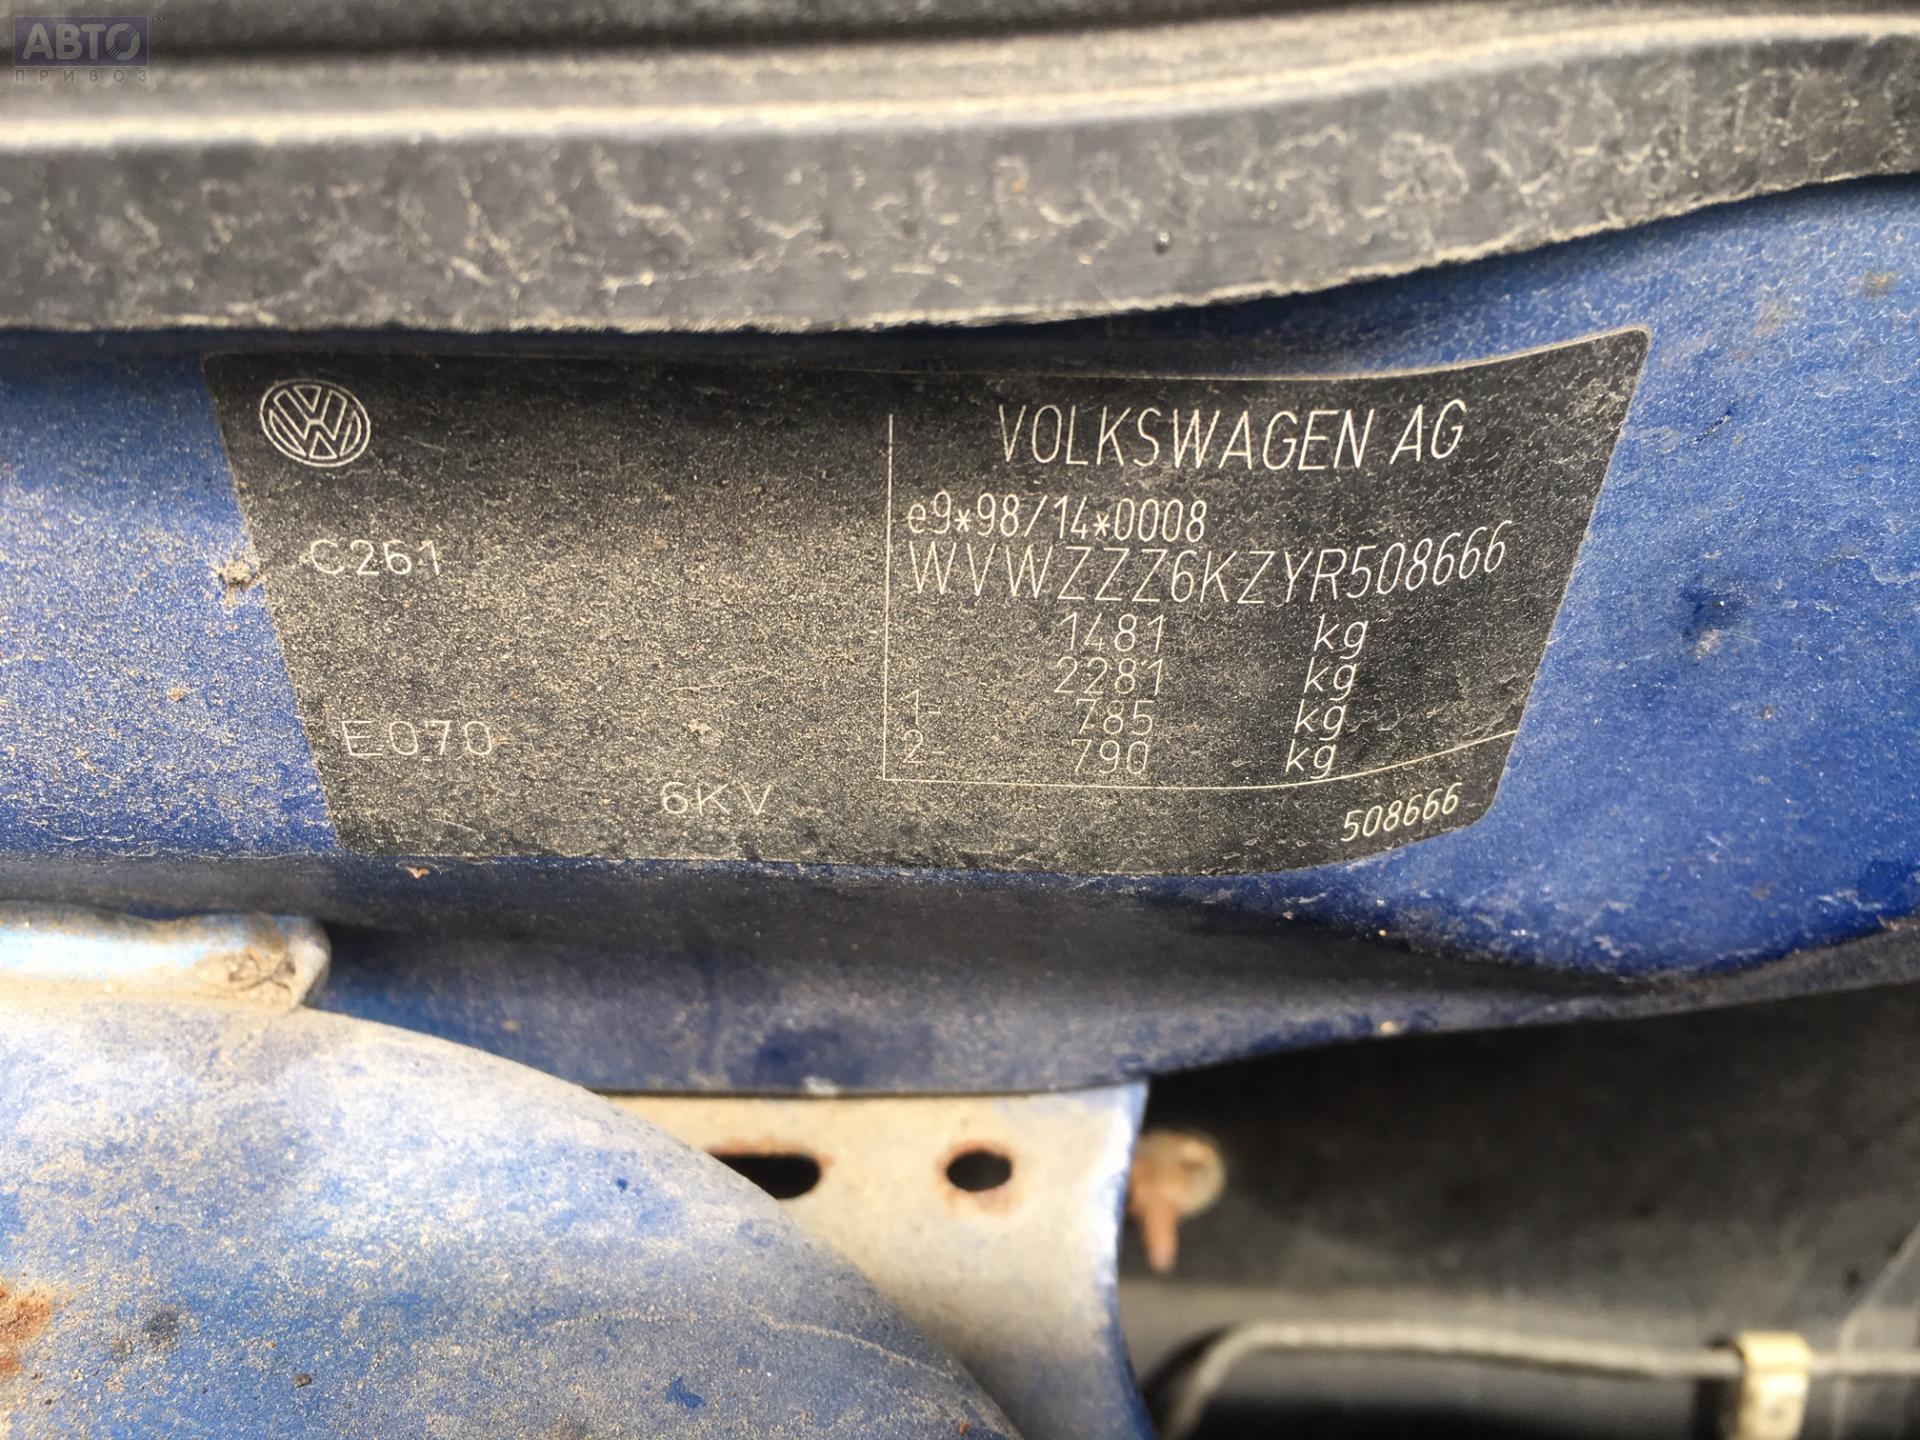 АВТО™
ПРИВОЗ
VOLKSWAGEN AG
e9*98/14*0008
C261
WVWZZZ6KZYR508666
1481 kg
2281 kg
1- 785 kg
E070
2- 790 kg
6KV
508666